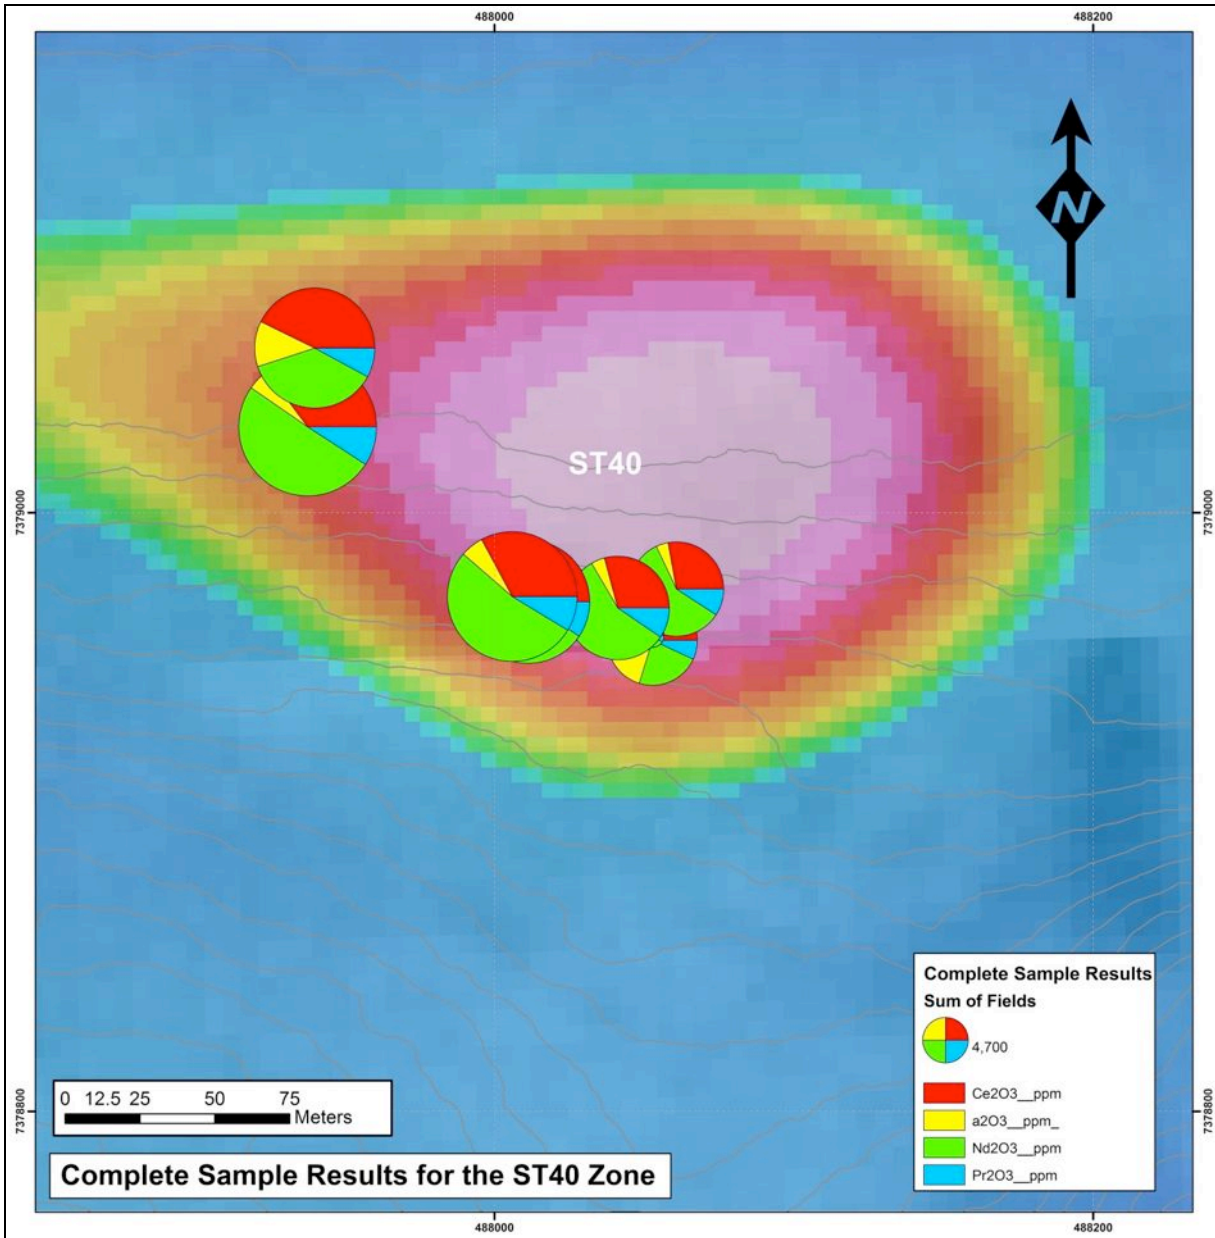 488000 488200
N
ST40
7379000 7379000
7378800 7378800
Complete Sample Results
Sum of Fields
4,700
Ce2O3__ppm
a2O3__ppm_
Nd2O3__ppm
Pr2O3__ppm
0 12.5 25 50 75
Meters
Complete Sample Results for the ST40 Zone
488000 488200